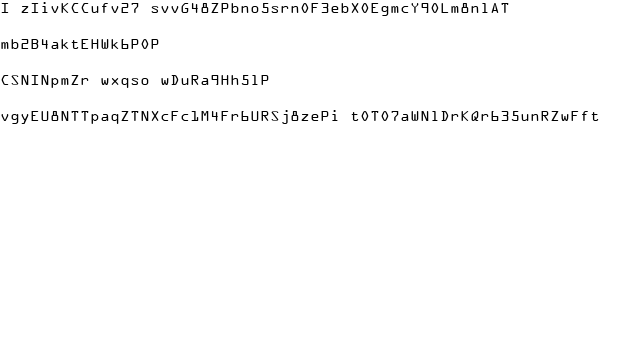 I zIivKCCufv27 svvG48ZPbno5srn0F3ebX0EgmcY90Lm8n1AT
mb2B4aktEHWk6P0P
CSNINpmZr wxqso wDuRa9Hh51P
vgyEU8NTTpaqZTNXcFc1M4Fr6URSj8zePi t0T07aWN1DrKQr635unRZwFft